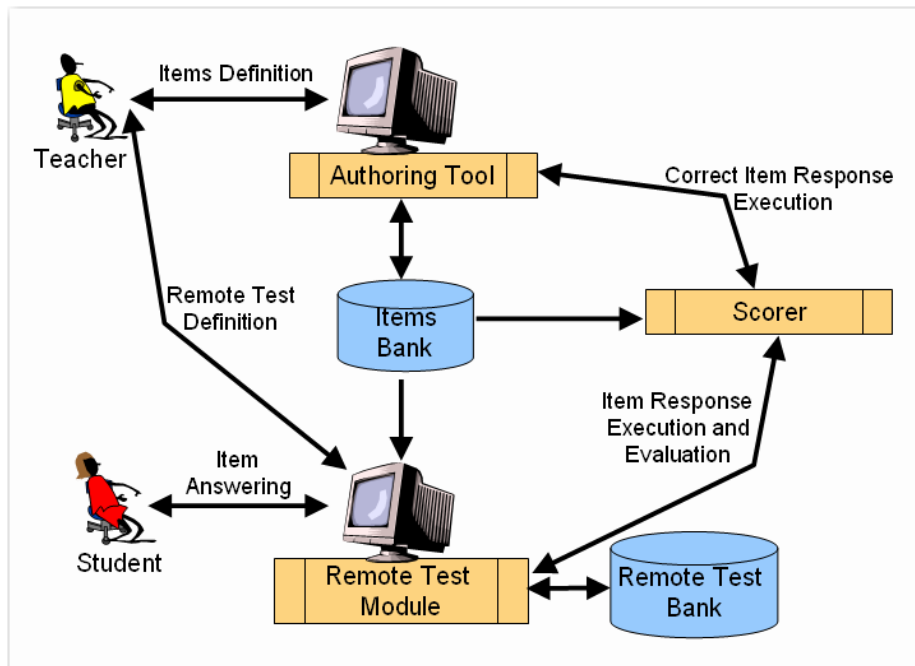 Items Definition
Teacher
Authoring Tool
Correct Item Response
Execution
Remote Test
Definition
Items
Bank
Scorer
Item Response
Execution and
Evaluation
Item
Answering
Student
Remote Test
Module
Remote Test
Bank